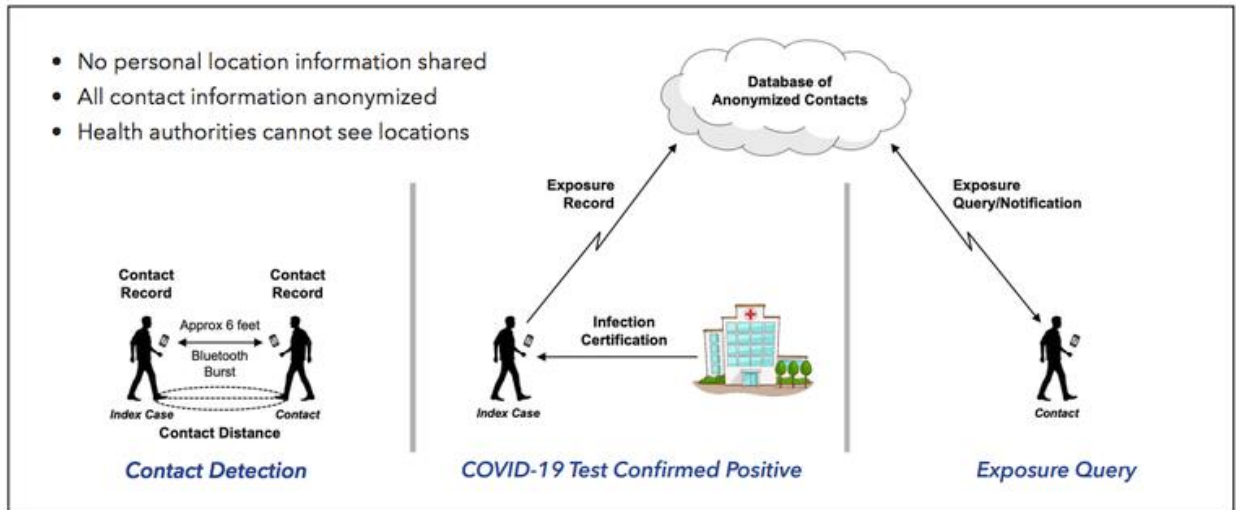 • No personal location information shared
• All contact information anonymized
• Health authorities cannot see locations
Database of
Anonymized Contacts
Exposure
Record
Exposure
Query/Notification
Contact
Record
Contact
Record
Approx 6 feet
Bluetooth
Burst
Index Case
Contact
Contact Distance
Contact Detection
Infection
Certification
Index Case
COVID-19 Test Confirmed Positive
Contact
Exposure Query